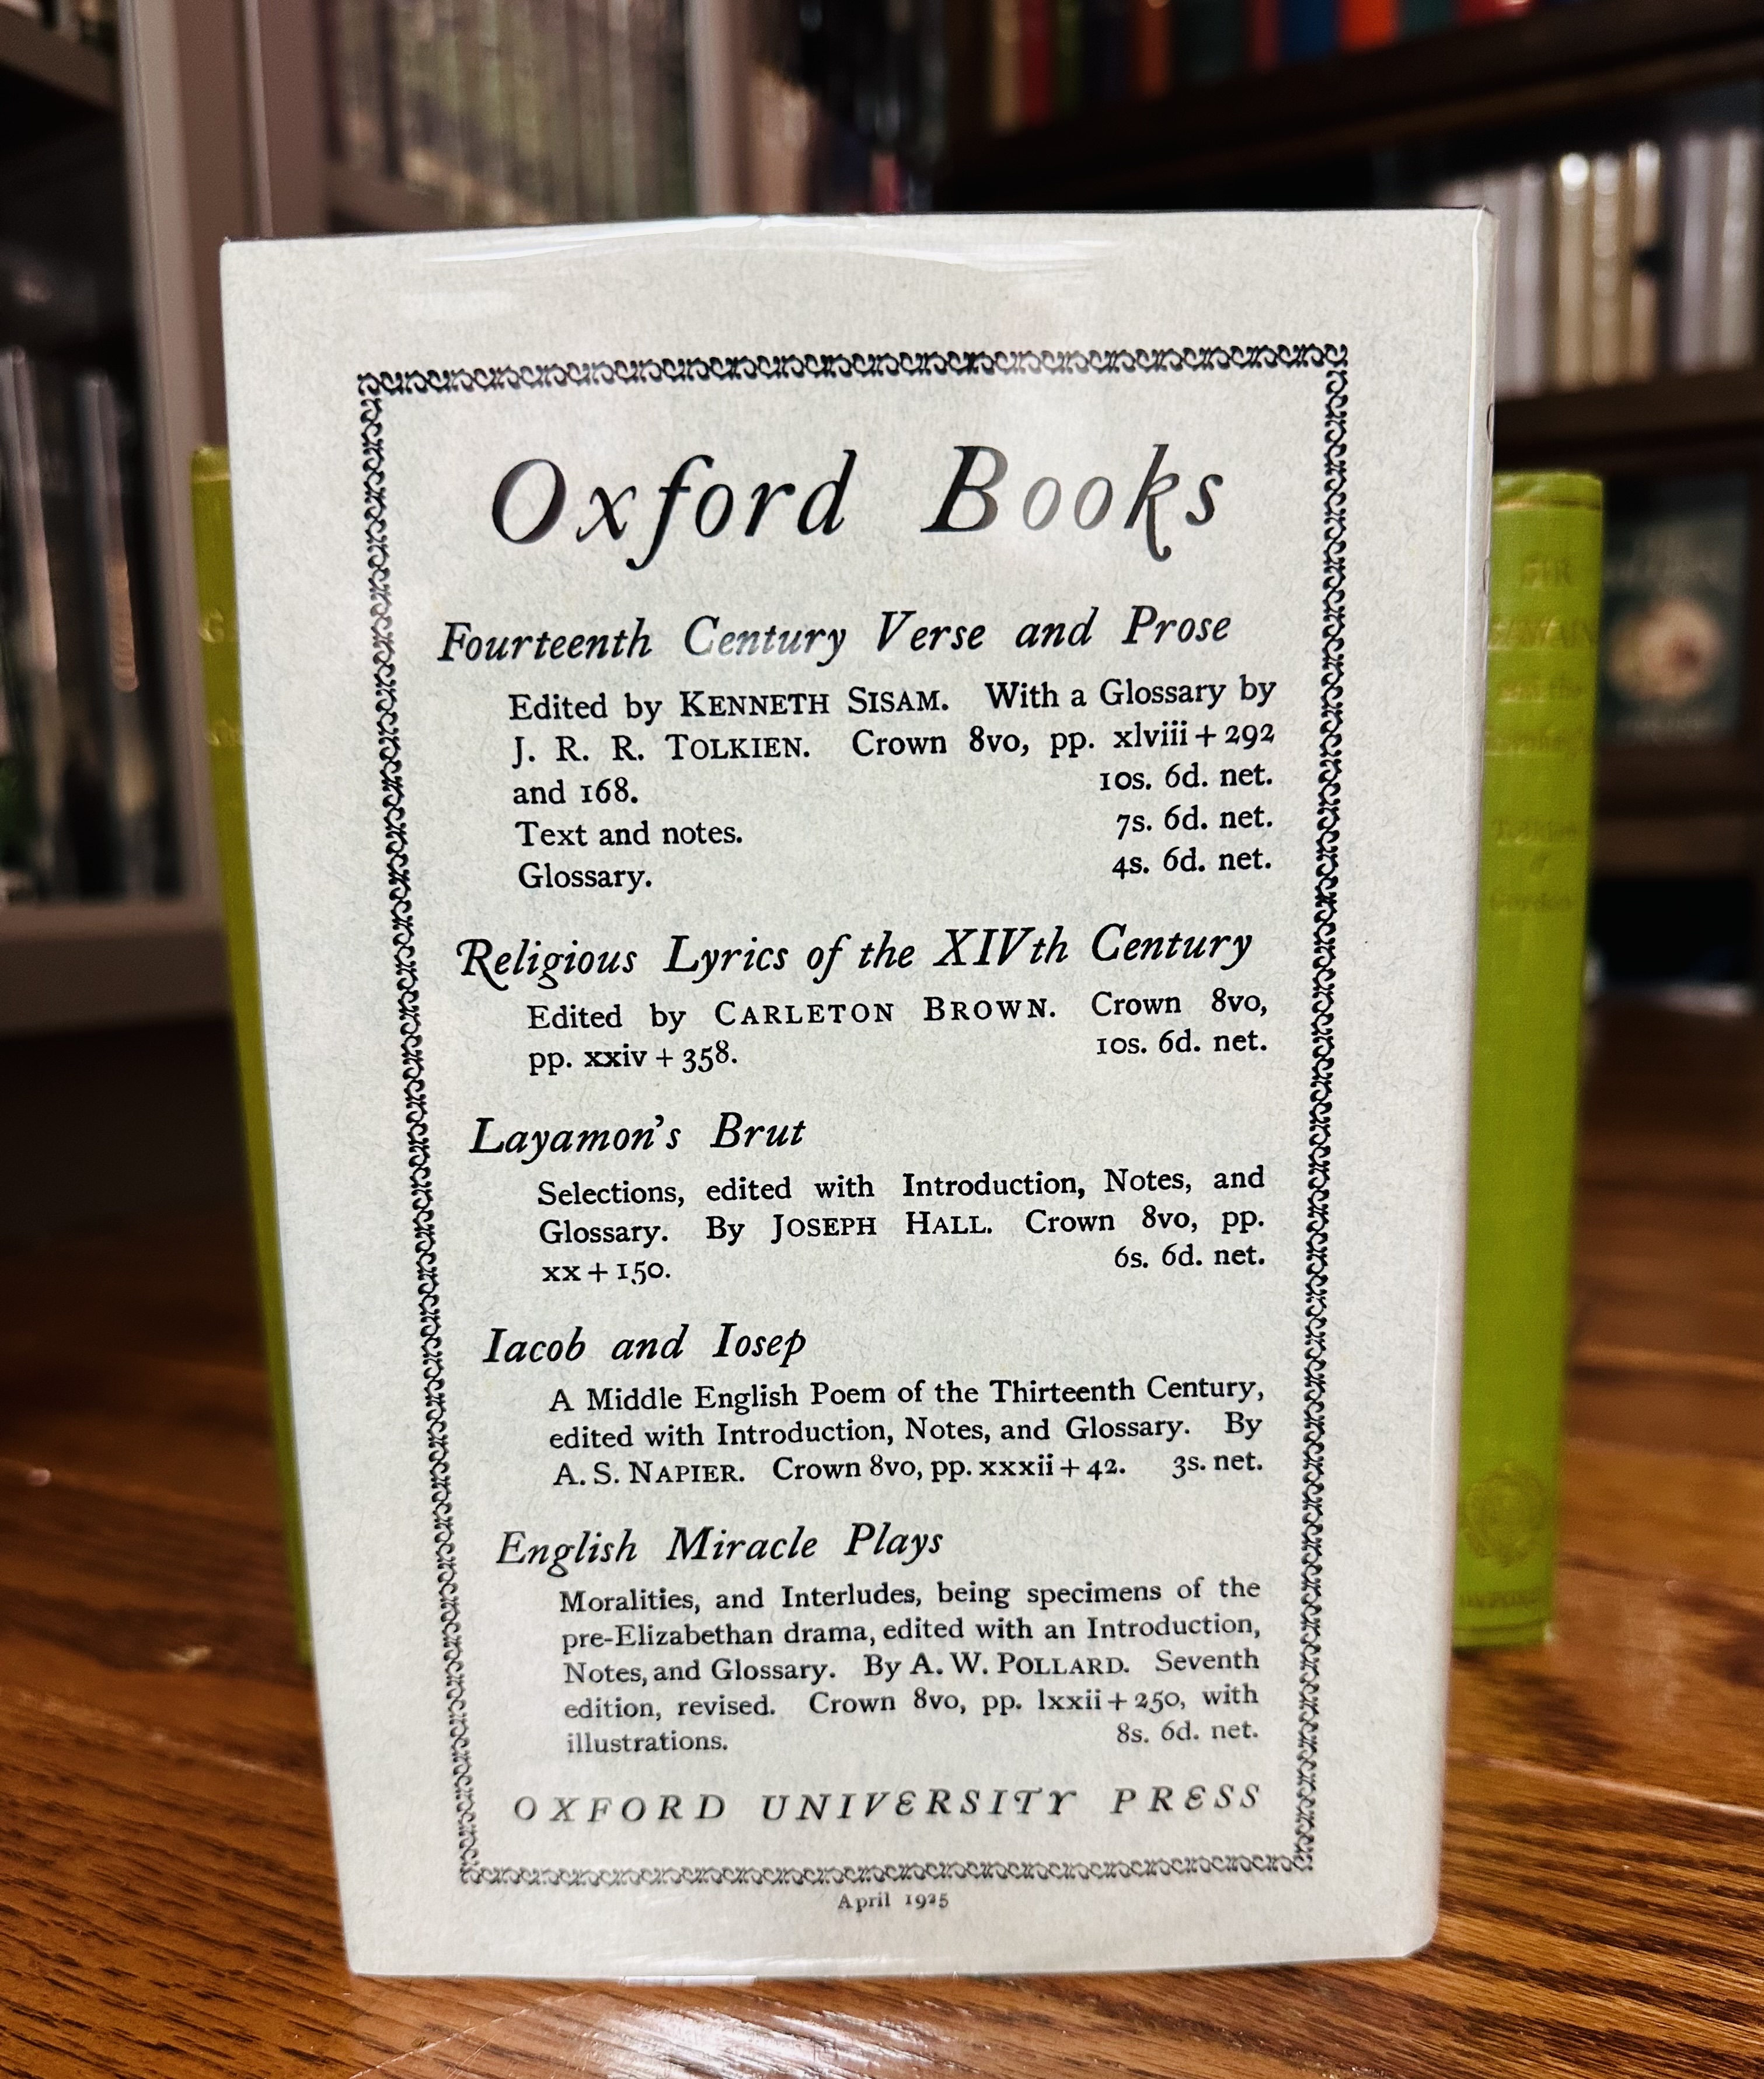 Oxford Books
Fourteenth Century Verse and Prose
Edited by KENNETH SISAM. With a Glossary by
J. R. R. TOLKIEN. Crown 8vo, pp. xlviii + 292
and 168. 10s. 6d. net.
Text and notes. 7s. 6d. net.
Glossary. 4s. 6d. net.
Religious Lyrics of the XIVth Century
Edited by CARLETON BROWN. Crown 8vo,
pp. xxiv + 358. 10s. 6d. net.
Layamon's Brut
Selections, edited with Introduction, Notes, and
Glossary. By JOSEPH HALL. Crown 8vo, pp.
xx + 150. 6s. 6d. net.
Iacob and Iosep
A Middle English Poem of the Thirteenth Century,
edited with Introduction, Notes, and Glossary. By
A. S. NAPIER. Crown 8vo, pp. xxxii + 42. 3s. net.
English Miracle Plays
Moralities, and Interludes, being specimens of the
pre-Elizabethan drama, edited with an Introduction,
Notes, and Glossary. By A. W. POLLARD. Seventh
edition, revised. Crown 8vo, pp. lxxii + 250, with
illustrations. 8s. 6d. net.
OXFORD UNIVERSITY PRESS
April 1925
SIR
Tolkien
&
Gordon